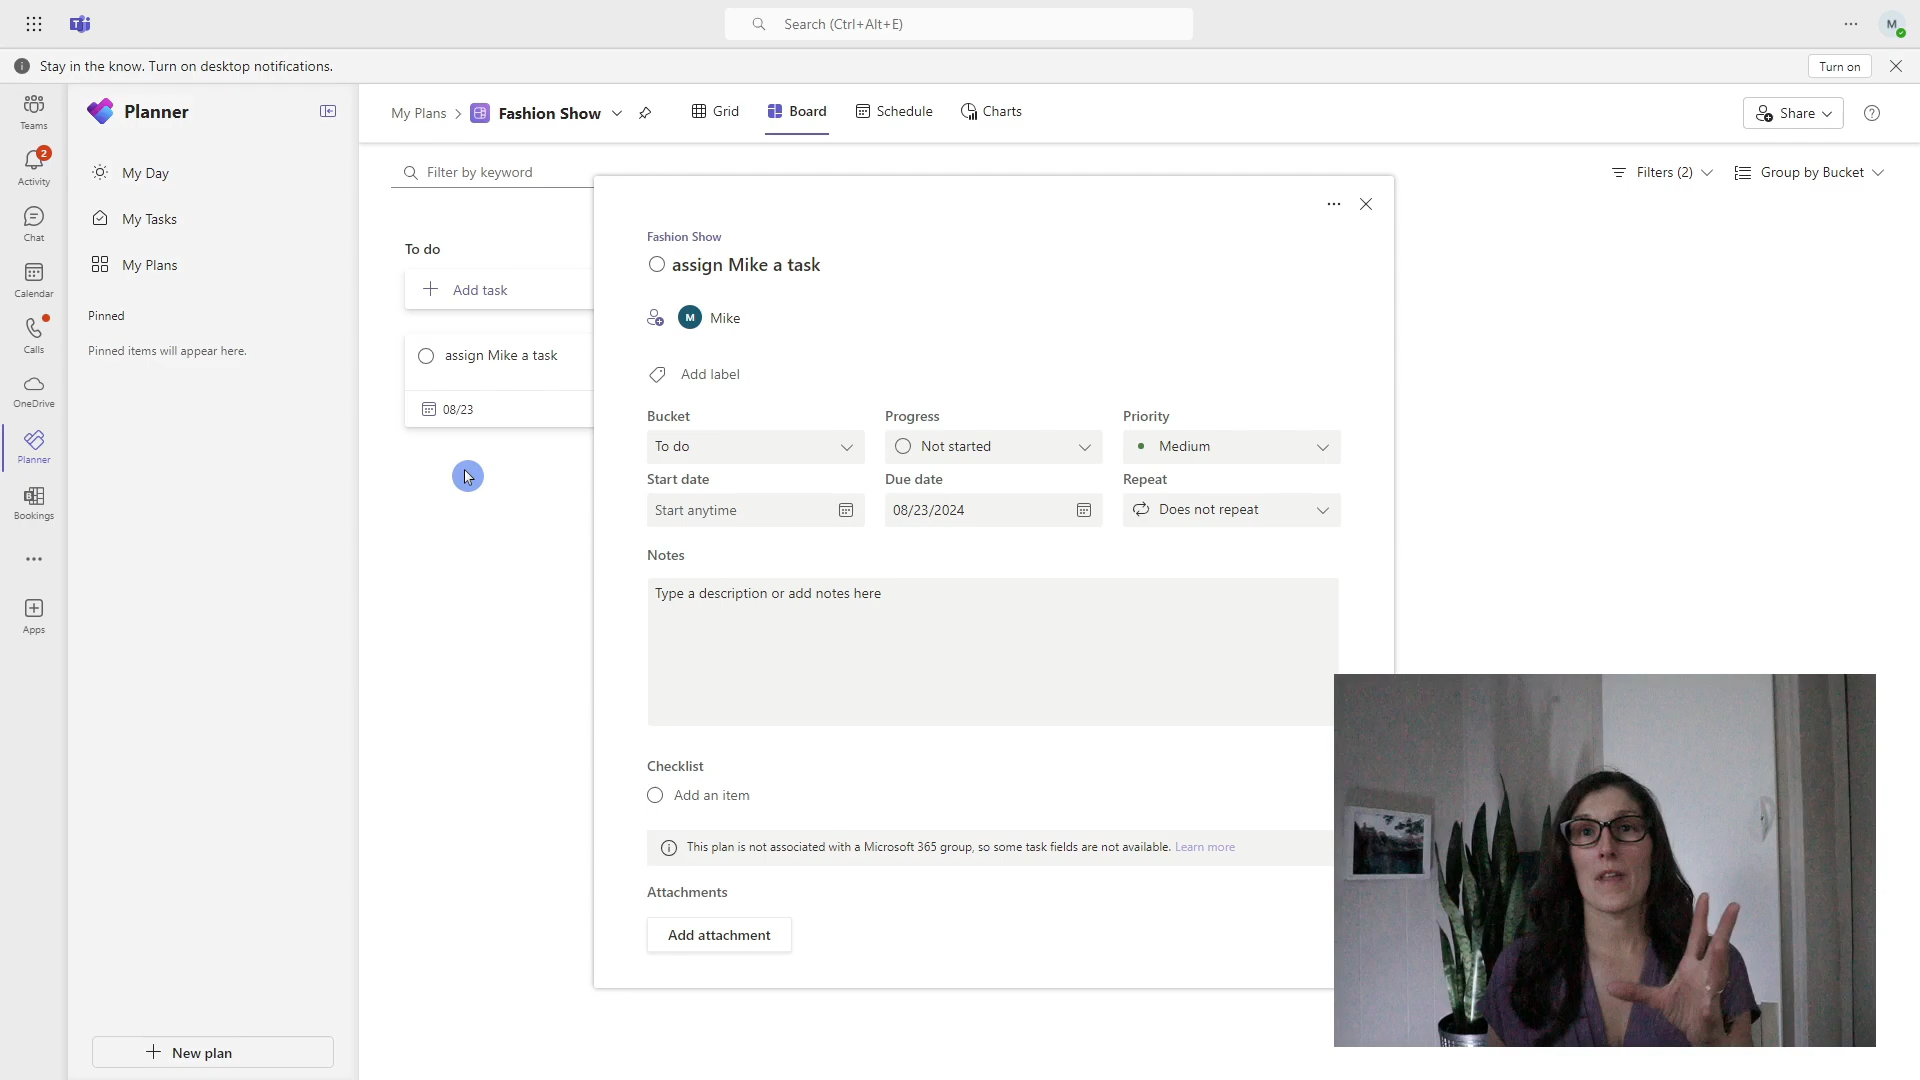 Search (Ctrl+Alt+E)
M
Stay in the know. Turn on desktop notifications.
Turn on
Teams
2
Activity
Chat
Calendar
Calls
OneDrive
Planner
Bookings
Apps
Planner
My Day
My Tasks
My Plans
Pinned
Pinned items will appear here.
New plan
My Plans
Fashion Show
Grid
Board
Schedule
Charts
Share
Filter by keyword
Filters (2)
Group by Bucket
To do
Add task
assign Mike a task
08/23
Fashion Show
assign Mike a task
M Mike
Add label
Bucket Progress Priority
To do Not started Medium
Start date Due date Repeat
Start anytime 08/23/2024 Does not repeat
Notes
Type a description or add notes here
Checklist
Add an item
This plan is not associated with a Microsoft 365 group, so some task fields are not available. Learn more
Attachments
Add attachment